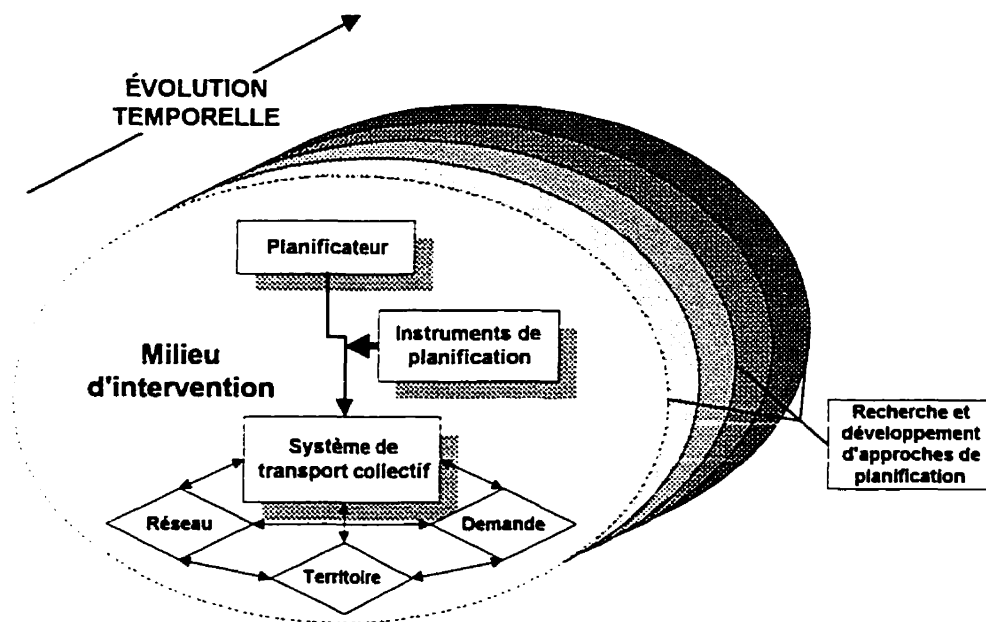 ÉVOLUTION
TEMPORELLE
Planificateur
Instruments de
planification
Milieu
d'intervention
Système de
transport collectif
Réseau
Demande
Territoire
Recherche et
développement
d'approches de
planification